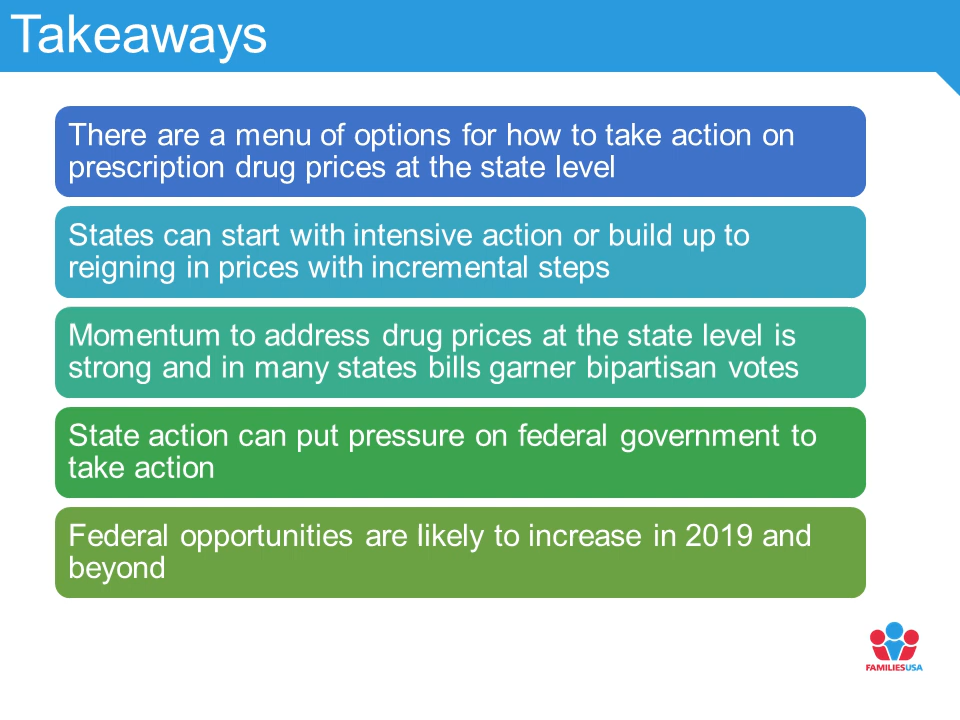 Takeaways
There are a menu of options for how to take action on
prescription drug prices at the state level
States can start with intensive action or build up to
reigning in prices with incremental steps
Momentum to address drug prices at the state level is
strong and in many states bills garner bipartisan votes
State action can put pressure on federal government to
take action
Federal opportunities are likely to increase in 2019 and
beyond
FAMILIESUSA